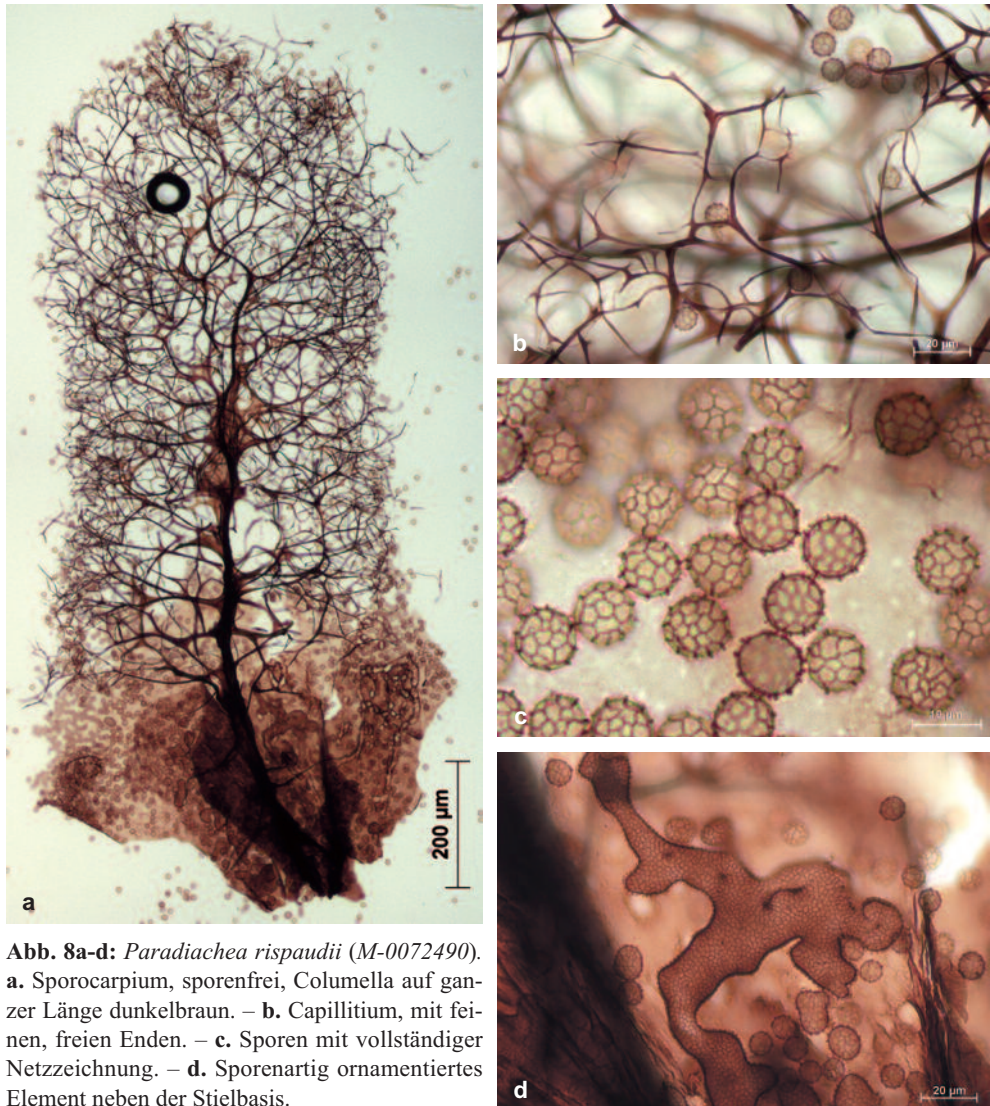 a
200 µm
b
20 µm
c
10 µm
d
20 µm
Abb. 8a-d: Paradiachea rispaudii (M-0072490).
a. Sporocarpium, sporenfrei, Columella auf gan-
zer Länge dunkelbraun. – b. Capillitium, mit fei-
nen, freien Enden. – c. Sporen mit vollständiger
Netzzeichnung. – d. Sporenartig ornamentiertes
Element neben der Stielbasis.